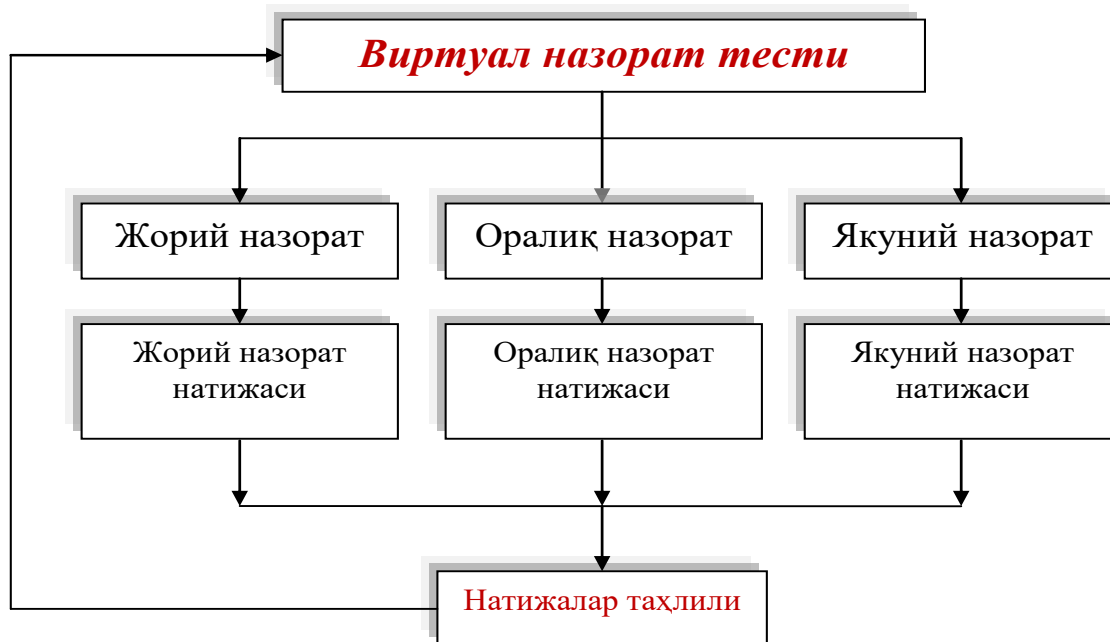 Виртуал назорат тести
Жорий назорат
Оралиқ назорат
Якуний назорат
Жорий назорат
натижаси
Оралиқ назорат
натижаси
Якуний назорат
натижаси
Натижалар таҳлили